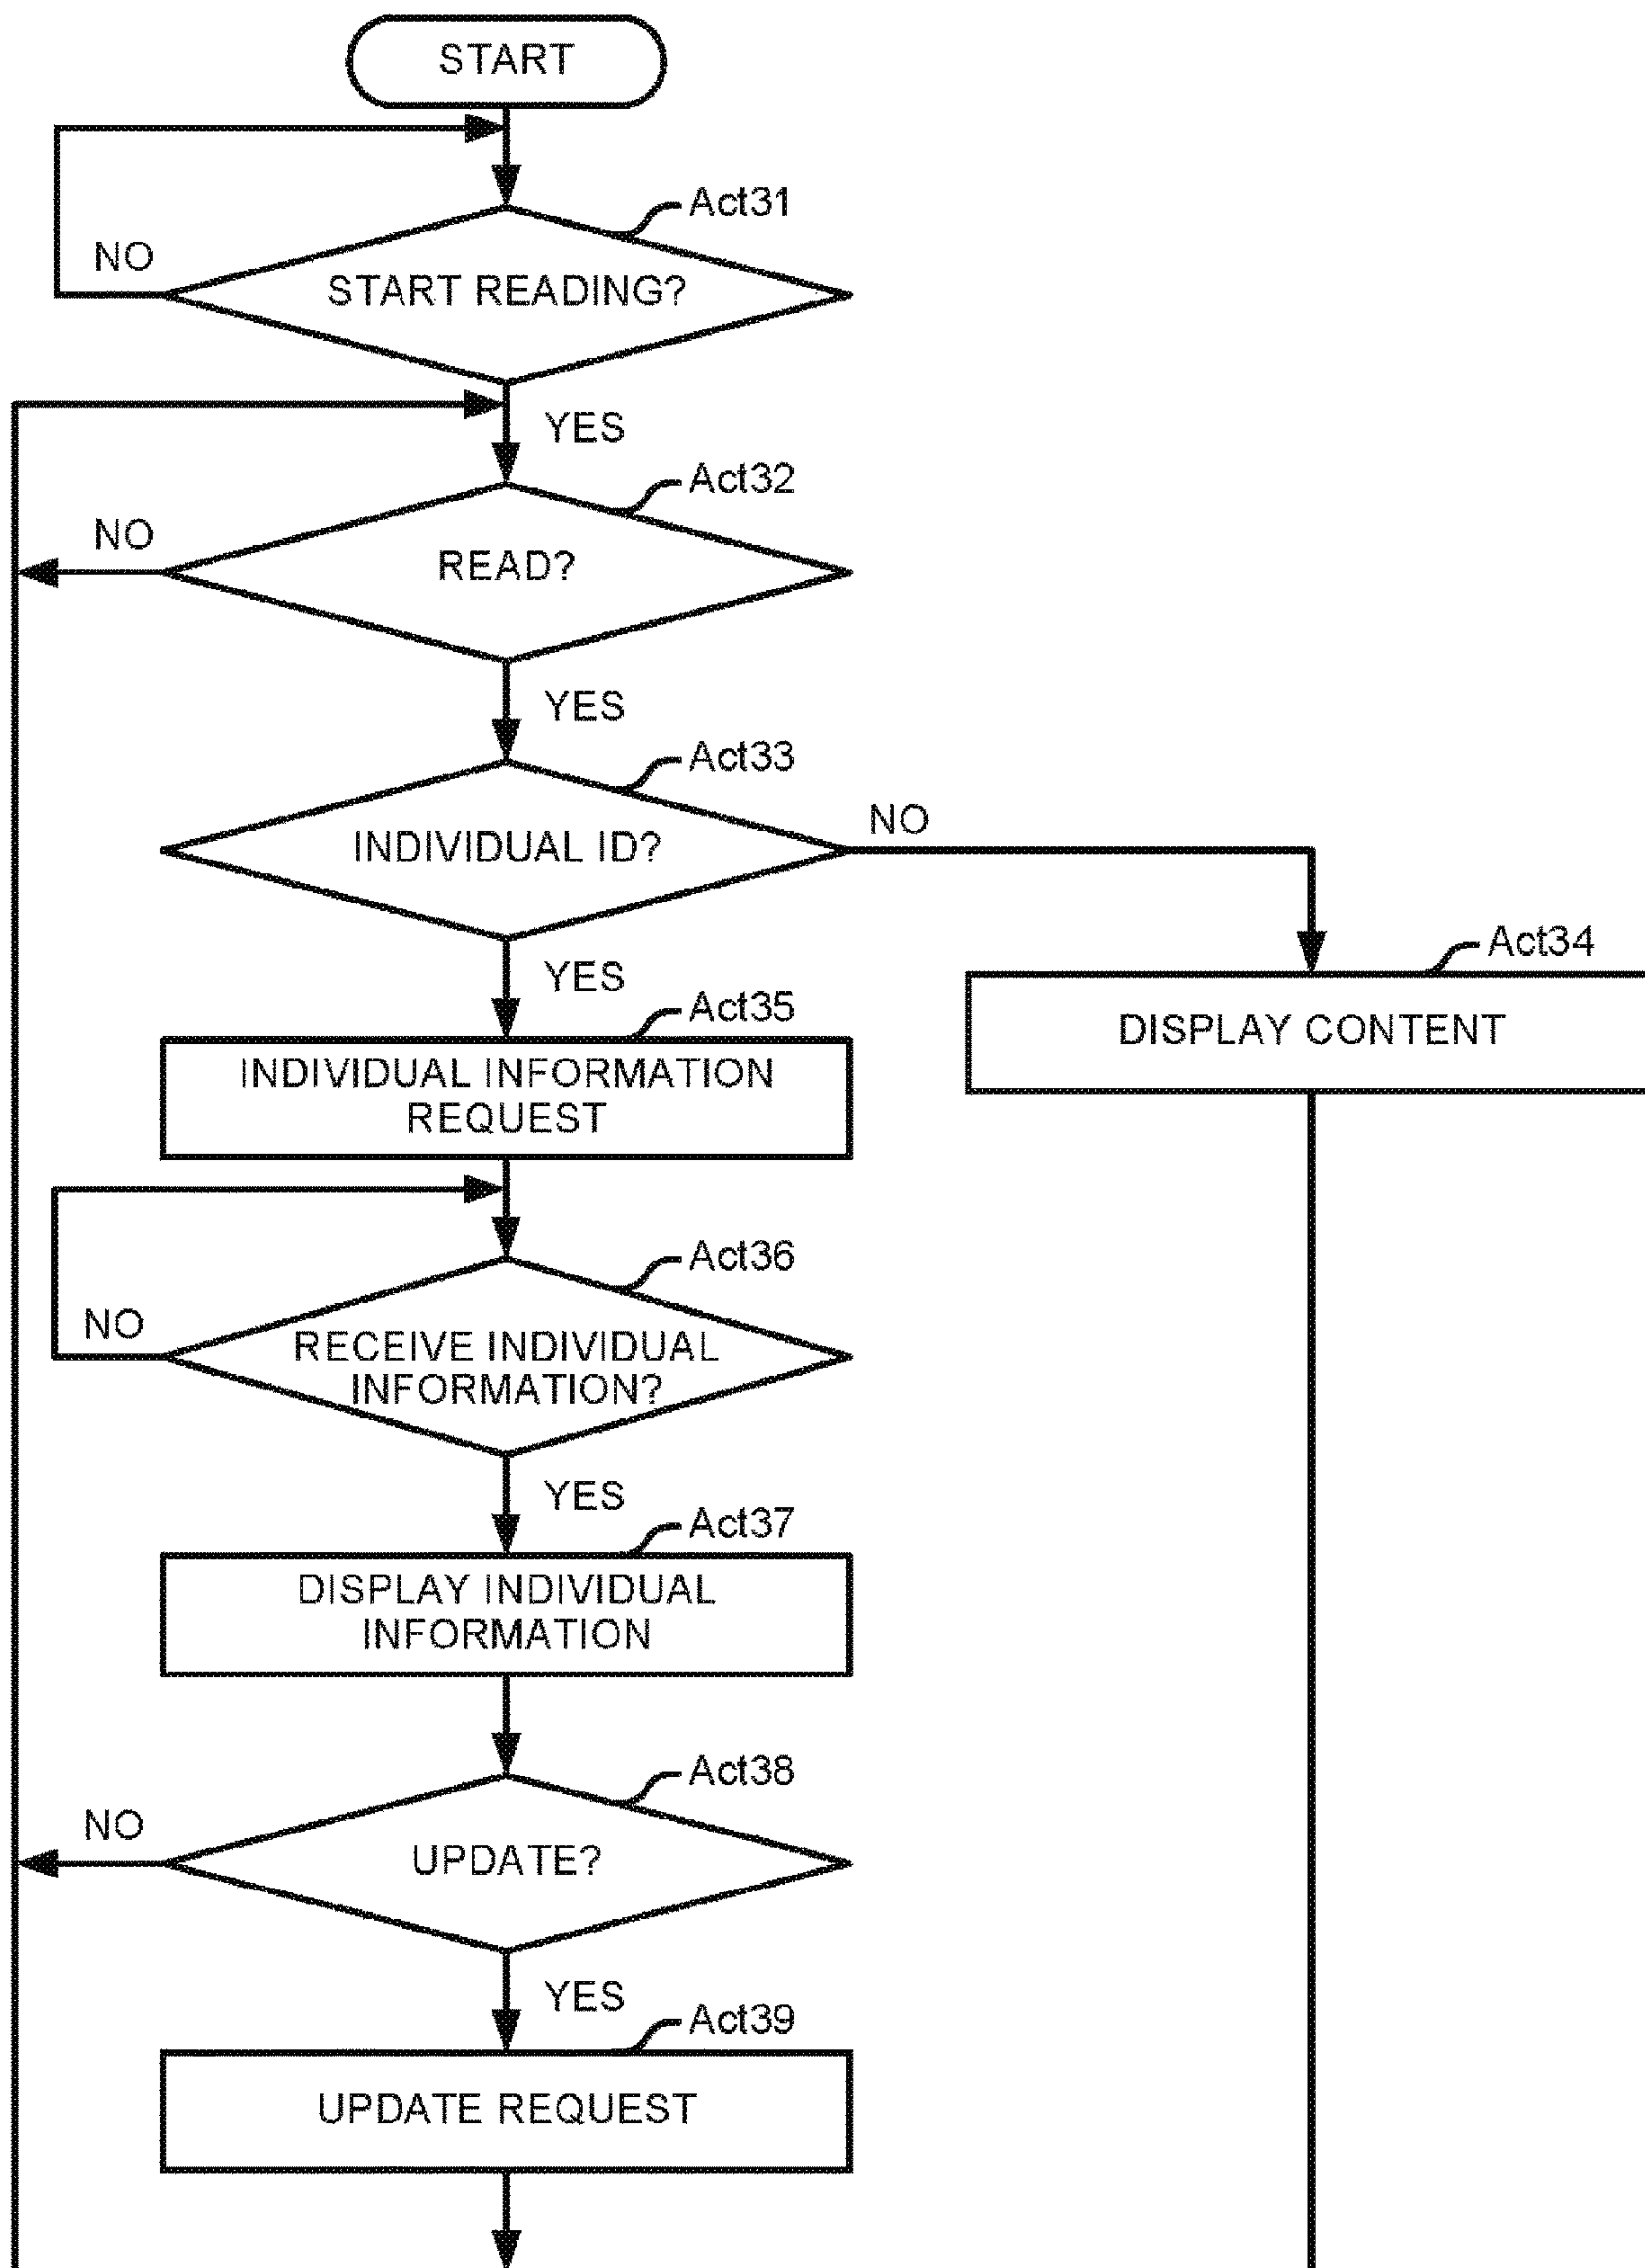 START
Act31
NO
START READING?
YES
Act32
NO
READ?
YES
Act33
NO
INDIVIDUAL ID?
Act34
YES
Act35
DISPLAY CONTENT
INDIVIDUAL INFORMATION
REQUEST
Act36
NO
RECEIVE INDIVIDUAL
INFORMATION?
YES
Act37
DISPLAY INDIVIDUAL
INFORMATION
Act38
NO
UPDATE?
YES
Act39
UPDATE REQUEST